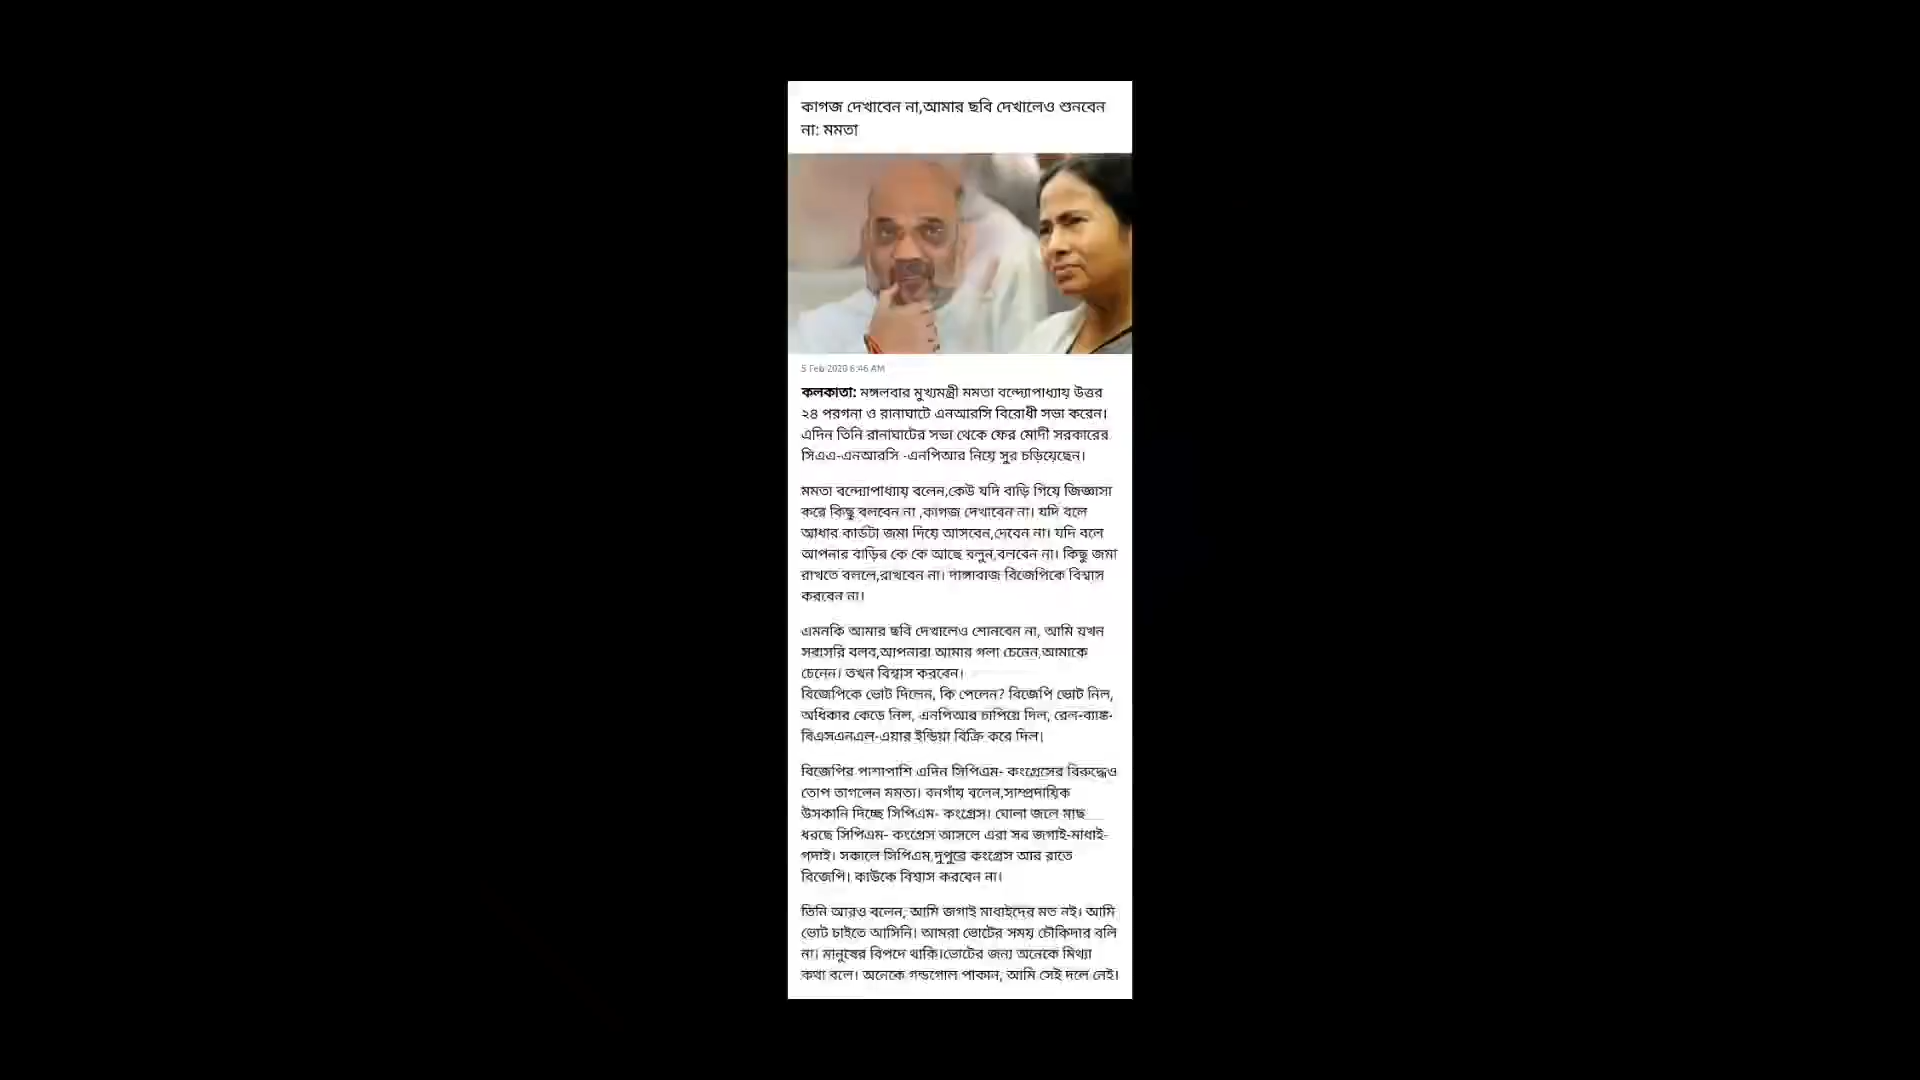 কাগজ দেখাবেন না,আমার ছবি দেখালেও শুনবেন
না: মমতা
5 Feb 2020 6:46 AM
কলকাতা: মঙ্গলবার মুখ্যমন্ত্রী মমতা বন্দ্যোপাধ্যায় উত্তর
২৪ পরগনা ও রানাঘাটে এনআরসি বিরোধী সভা করেন।
এদিন তিনি রানাঘাটের সভা থেকে ফের মোদী সরকারের
সিএএ-এনআরসি -এনপিআর নিয়ে সুর চড়িয়েছেন।
মমতা বন্দ্যোপাধ্যায় বলেন,কেউ যদি বাড়ি গিয়ে জিজ্ঞাসা
করে কিছু বলবেন না ,কাগজ দেখাবেন না। যদি বলে
আধার কার্ডটা জমা দিয়ে আসবেন,দেবেন না। যদি বলে
আপনার বাড়ির কে কে আছে বলুন,বলবেন না। কিছু জমা
রাখতে বললে,রাখবেন না। দাঙ্গাবাজ বিজেপিকে বিশ্বাস
করবেন না।
এমনকি আমার ছবি দেখালেও শোনবেন না, আমি যখন
সরাসরি বলব,আপনারা আমার গলা চেনেন,আমাকে
চেনেন। তখন বিশ্বাস করবেন।
বিজেপিকে ভোট দিলেন, কি পেলেন? বিজেপি ভোট নিল,
অধিকার কেড়ে নিল, এনপিআর চাপিয়ে দিল, রেল-ব্যাঙ্ক-
বিএসএনএল-এয়ার ইন্ডিয়া বিক্রি করে দিল।
বিজেপির পাশাপাশি এদিন সিপিএম- কংগ্রেসের বিরুদ্ধেও
তোপ দাগলেন মমতা। বনগাঁয় বলেন,সাম্প্রদায়িক
উসকানি দিচ্ছে সিপিএম- কংগ্রেস। ঘোলা জলে মাছ
ধরছে সিপিএম- কংগ্রেস আসলে এরা সব জগাই-মাধাই-
গদাই। সকালে সিপিএম,দুপুরে কংগ্রেস আর রাতে
বিজেপি। কাউকে বিশ্বাস করবেন না।
তিনি আরও বলেন, আমি জগাই মাধাইদের মত নই। আমি
ভোট চাইতে আসিনি। আমরা ভোটের সময় চৌকিদার বলি
না। মানুষের বিপদে থাকি।ভোটের জন্য অনেকে মিথ্যা
কথা বলে। অনেকে গন্ডগোল পাকান, আমি সেই দলে নেই।